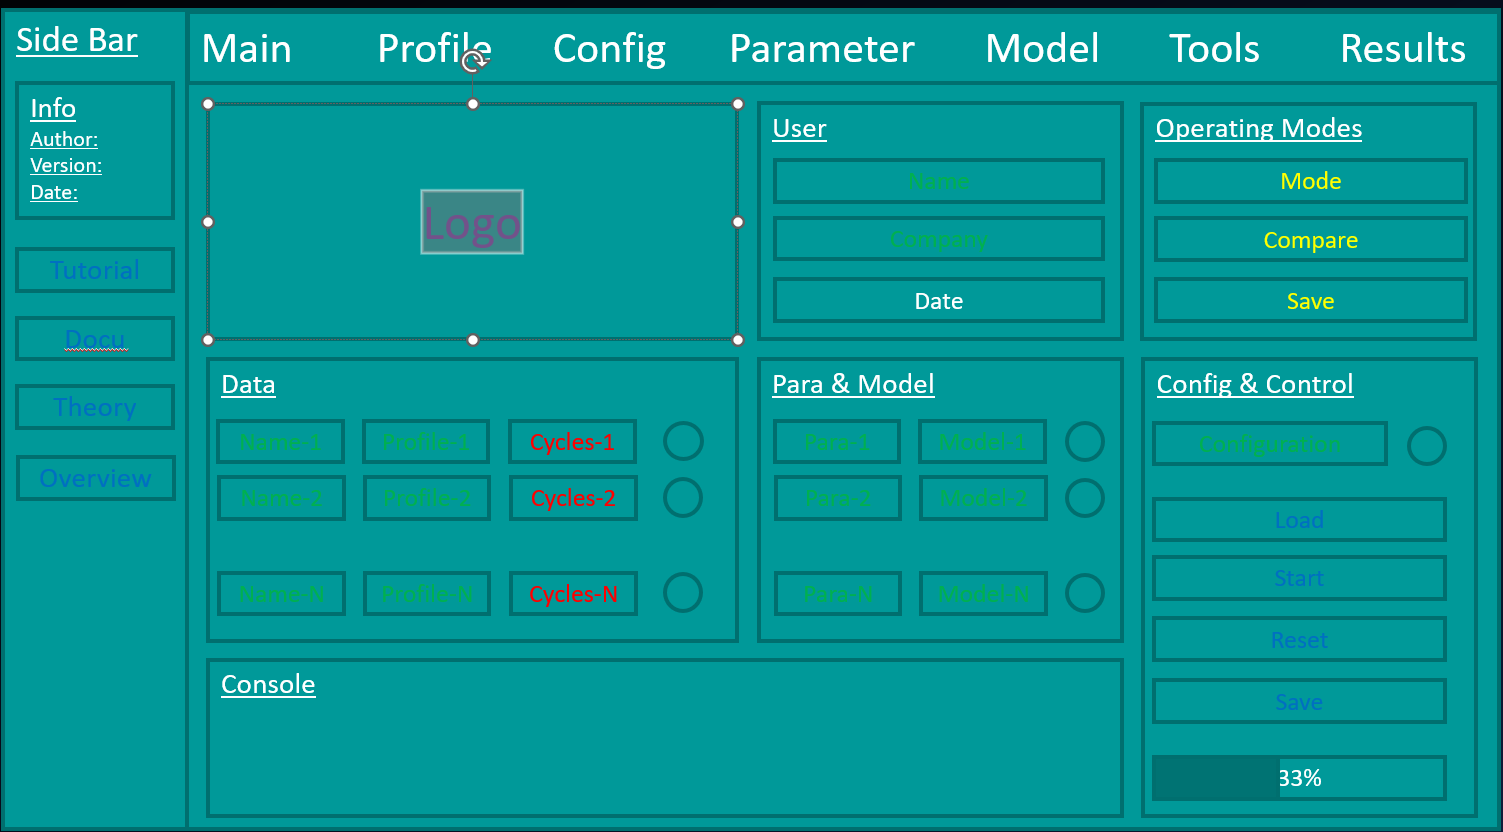 Side Bar
Main Profile Config Parameter Model Tools Results
Info
Author:
Version:
Date:
Tutorial
Docu
Theory
Overview
Logo
User
Name
Company
Date
Operating Modes
Mode
Compare
Save
Data
Name-1 Profile-1 Cycles-1
Name-2 Profile-2 Cycles-2
Name-N Profile-N Cycles-N
Para & Model
Para-1 Model-1
Para-2 Model-2
Para-N Model-N
Config & Control
Configuration
Load
Start
Reset
Save
33%
Console